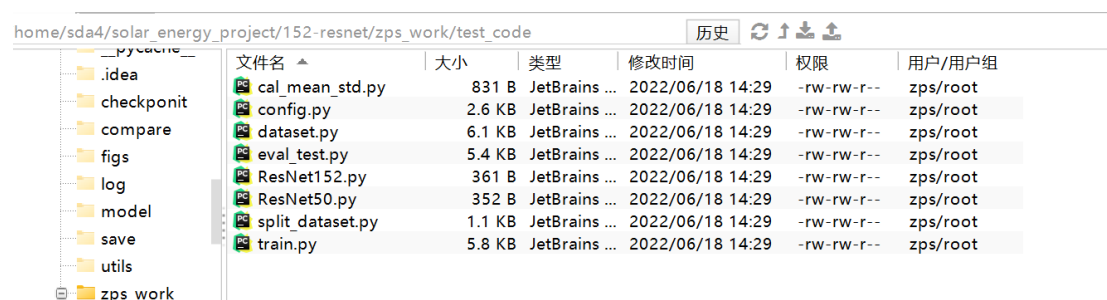 home/sda4/solar_energy_project/152-resnet/zps_work/test_code 历史
__pycache__
.idea
checkponit
compare
figs
log
model
save
utils
zps_work
文件名 大小 类型 修改时间 权限 用户/用户组
cal_mean_std.py 831 B JetBrains ... 2022/06/18 14:29 -rw-rw-r-- zps/root
config.py 2.6 KB JetBrains ... 2022/06/18 14:29 -rw-rw-r-- zps/root
dataset.py 6.1 KB JetBrains ... 2022/06/18 14:29 -rw-rw-r-- zps/root
eval_test.py 5.4 KB JetBrains ... 2022/06/18 14:29 -rw-rw-r-- zps/root
ResNet152.py 361 B JetBrains ... 2022/06/18 14:29 -rw-rw-r-- zps/root
ResNet50.py 352 B JetBrains ... 2022/06/18 14:29 -rw-rw-r-- zps/root
split_dataset.py 1.1 KB JetBrains ... 2022/06/18 14:29 -rw-rw-r-- zps/root
train.py 5.8 KB JetBrains ... 2022/06/18 14:29 -rw-rw-r-- zps/root